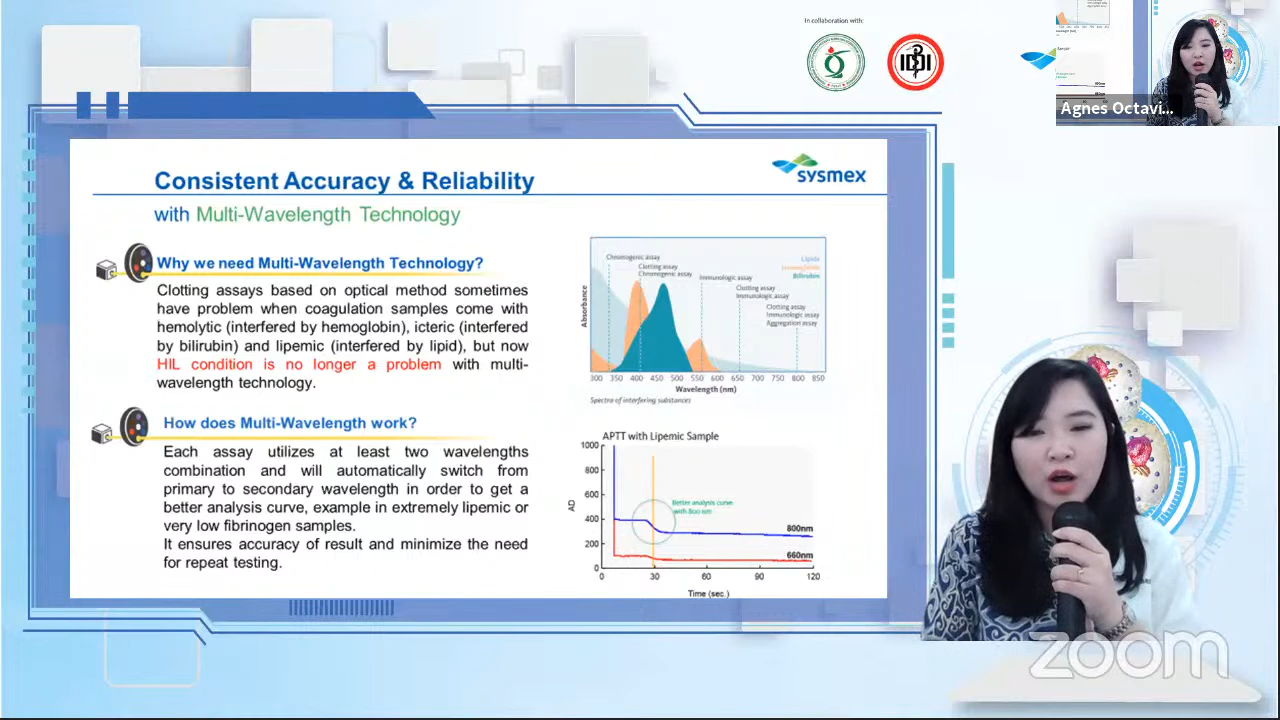 In collaboration with:
IDI
Agnes Octavi...
sysmex
Consistent Accuracy & Reliability
with Multi-Wavelength Technology
Why we need Multi-Wavelength Technology?
Clotting assays based on optical method sometimes
have problem when coagulation samples come with
hemolytic (interfered by hemoglobin), icteric (interfered
by bilirubin) and lipemic (interfered by lipid), but now
HIL condition is no longer a problem with multi-
wavelength technology.
How does Multi-Wavelength work?
Each assay utilizes at least two wavelengths
combination and will automatically switch from
primary to secondary wavelength in order to get a
better analysis curve, example in extremely lipemic or
very low fibrinogen samples.
It ensures accuracy of result and minimize the need
for repeat testing.
Chromogenic assay
Clotting assay
Chromogenic assay
Immunologic assay
Clotting assay
Immunologic assay
Clotting assay
Immunologic assay
Aggregation assay
Lipids
Bilirubin
Absorbance
300 350 400 450 500 550 600 650 700 750 800 850
Wavelength (nm)
Spectra of interfering substances
APTT with Lipemic Sample
1000
800
600
400
200
0
AD
Better analysis curve
with 800 nm
800nm
660nm
0 30 60 90 120
Time (sec.)
zoom